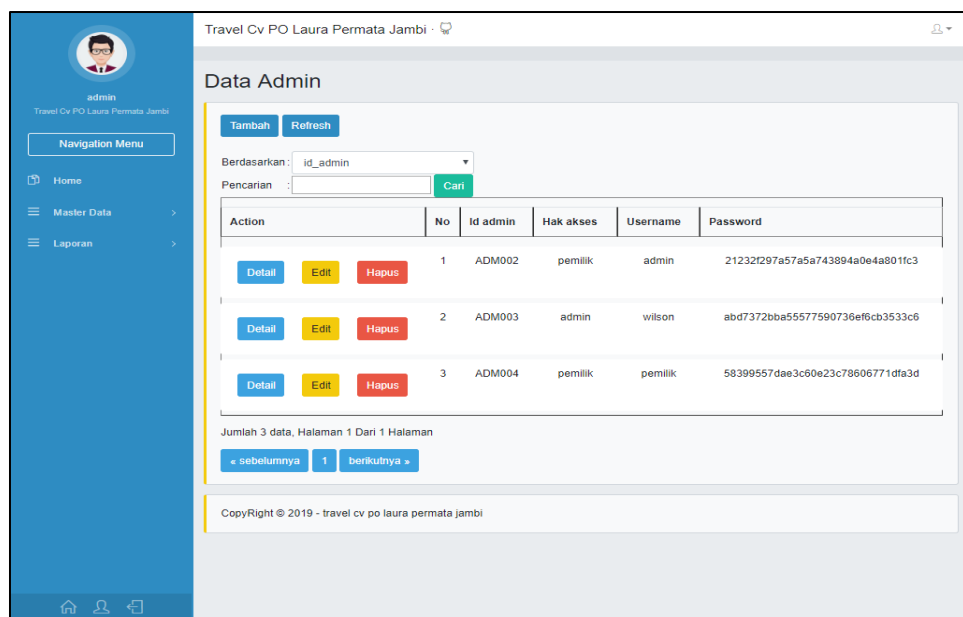 Travel Cv PO Laura Permata Jambi ·
admin
Travel Cv PO Laura Permata Jambi
Navigation Menu
Home
Master Data
Laporan
Data Admin
Tambah Refresh
Berdasarkan : id_admin
Pencarian : Cari
Action No Id admin Hak akses Username Password
Detail Edit Hapus 1 ADM002 pemilik admin 21232f297a57a5a743894a0e4a801fc3
Detail Edit Hapus 2 ADM003 admin wilson abd7372bba55577590736ef6cb3533c6
Detail Edit Hapus 3 ADM004 pemilik pemilik 58399557dae3c60e23c78606771dfa3d
Jumlah 3 data, Halaman 1 Dari 1 Halaman
« sebelumnya 1 berikutnya »
CopyRight © 2019 - travel cv po laura permata jambi